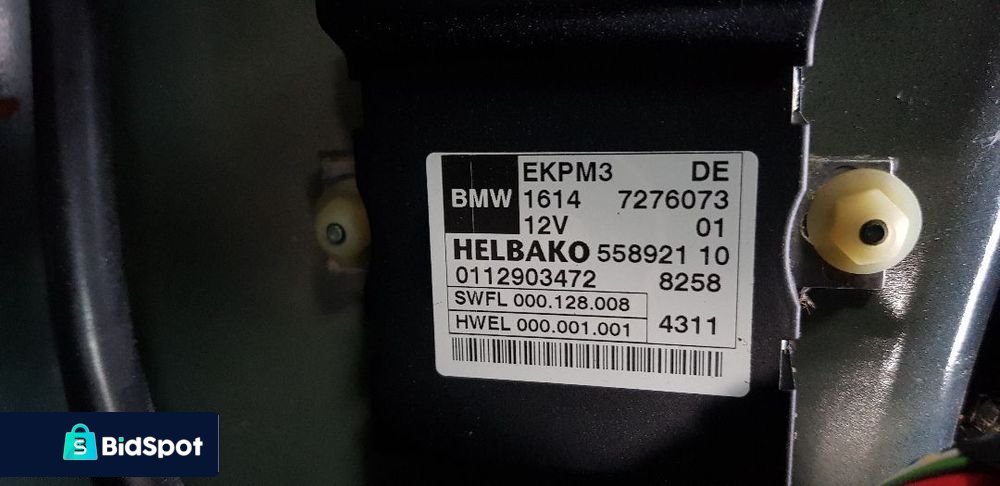 BMW
EKPM3 DE
1614 7276073
12V 01
HELBAKO 558921 10
0112903472 8258
SWFL 000.128.008
HWEL 000.001.001 4311
BidSpot